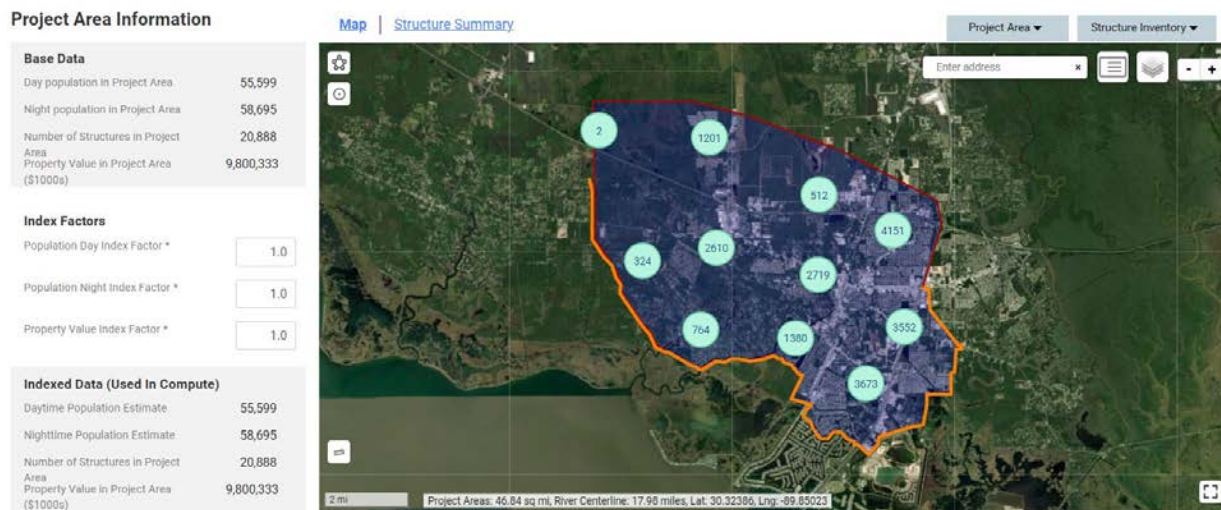 Project Area Information
Base Data
Day population in Project Area 55,599
Night population in Project Area 58,695
Number of Structures in Project 20,888
Area
Property Value in Project Area 9,800,333
($1000s)
Index Factors
Population Day Index Factor * 1.0
Population Night Index Factor * 1.0
Property Value Index Factor * 1.0
Indexed Data (Used In Compute)
Daytime Population Estimate 55,599
Nighttime Population Estimate 58,695
Number of Structures in Project 20,888
Area
Property Value in Project Area 9,800,333
($1000s)
Map | Structure Summary
Project Area Structure Inventory
Enter address × - +
2
1201
512
4151
2610
324
2719
764
1380
3552
3673
2 mi
Project Areas: 46.84 sq mi, River Centerline: 17.98 miles, Lat: 30.32386, Lng: -89.85023